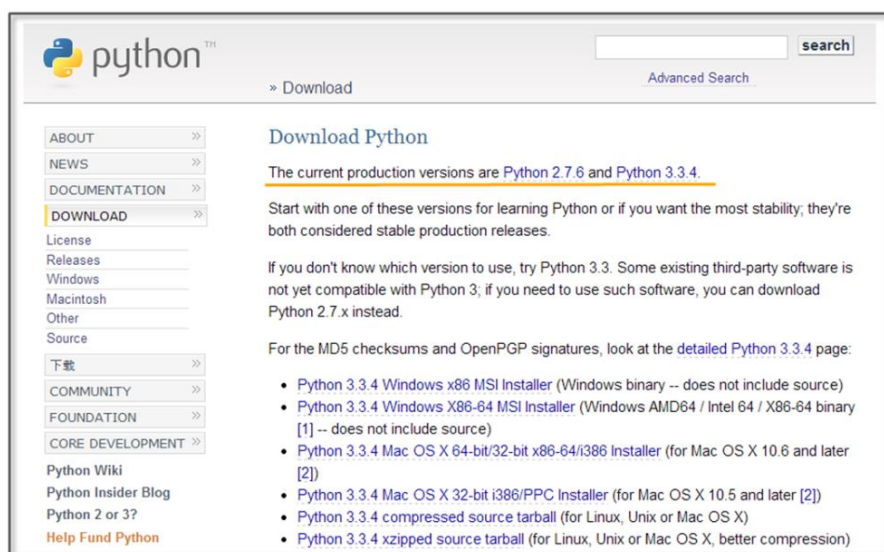 python™
search
Advanced Search
» Download
ABOUT »
NEWS »
DOCUMENTATION »
DOWNLOAD »
License
Releases
Windows
Macintosh
Other
Source
下载 »
COMMUNITY »
FOUNDATION »
CORE DEVELOPMENT »
Python Wiki
Python Insider Blog
Python 2 or 3?
Help Fund Python
Download Python
The current production versions are Python 2.7.6 and Python 3.3.4.
Start with one of these versions for learning Python or if you want the most stability; they're
both considered stable production releases.
If you don't know which version to use, try Python 3.3. Some existing third-party software is
not yet compatible with Python 3; if you need to use such software, you can download
Python 2.7.x instead.
For the MD5 checksums and OpenPGP signatures, look at the detailed Python 3.3.4 page:
• Python 3.3.4 Windows x86 MSI Installer (Windows binary -- does not include source)
• Python 3.3.4 Windows X86-64 MSI Installer (Windows AMD64 / Intel 64 / X86-64 binary
[1] -- does not include source)
• Python 3.3.4 Mac OS X 64-bit/32-bit x86-64/i386 Installer (for Mac OS X 10.6 and later
[2])
• Python 3.3.4 Mac OS X 32-bit i386/PPC Installer (for Mac OS X 10.5 and later [2])
• Python 3.3.4 compressed source tarball (for Linux, Unix or Mac OS X)
• Python 3.3.4 xzipped source tarball (for Linux, Unix or Mac OS X, better compression)